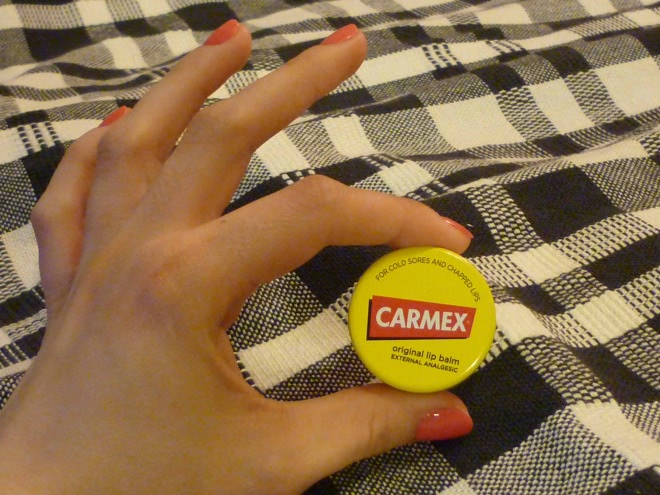 FOR COLD SORES AND CHAPPED LIPS
CARMEX
original lip balm
EXTERNAL ANALGESIC